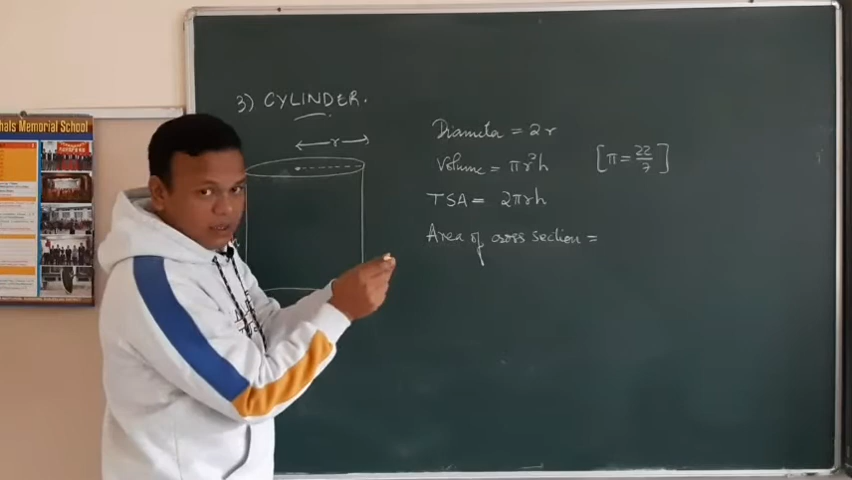 hals Memorial School
3) CYLINDER.
r
Diameter = 2r
Volume = πr²h [π = 22/7]
TSA = 2πrh
Area of cross section =